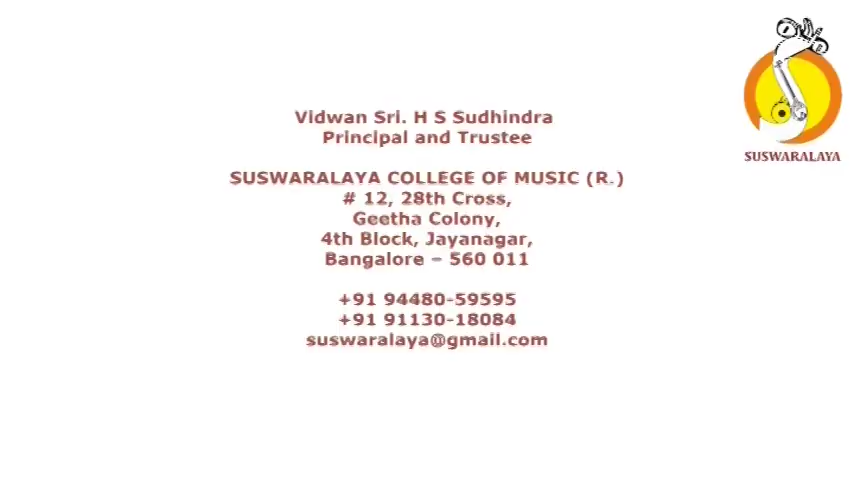 Vidwan Sri. H S Sudhindra
Principal and Trustee
SUSWARALAYA COLLEGE OF MUSIC (R.)
# 12, 28th Cross,
Geetha Colony,
4th Block, Jayanagar,
Bangalore – 560 011
+91 94480-59595
+91 91130-18084
suswaralaya@gmail.com
SUSWARALAYA